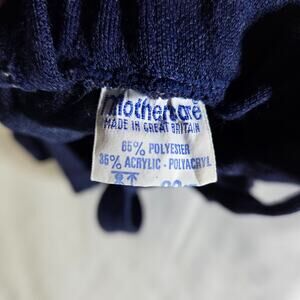 mothercare
MADE IN GREAT BRITAIN
65% POLYESTER
35% ACRYLIC - POLYACRYL